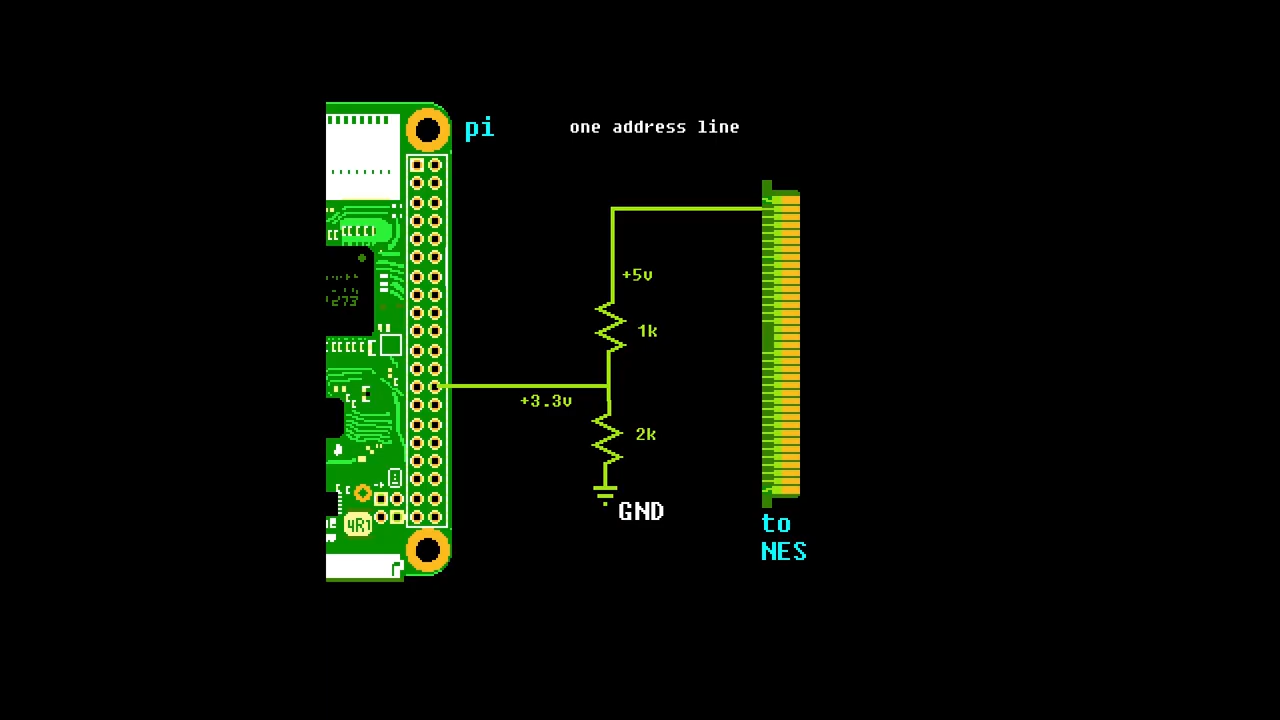 pi
one address line
+5v
1k
+3.3v
2k
GND
to
NES